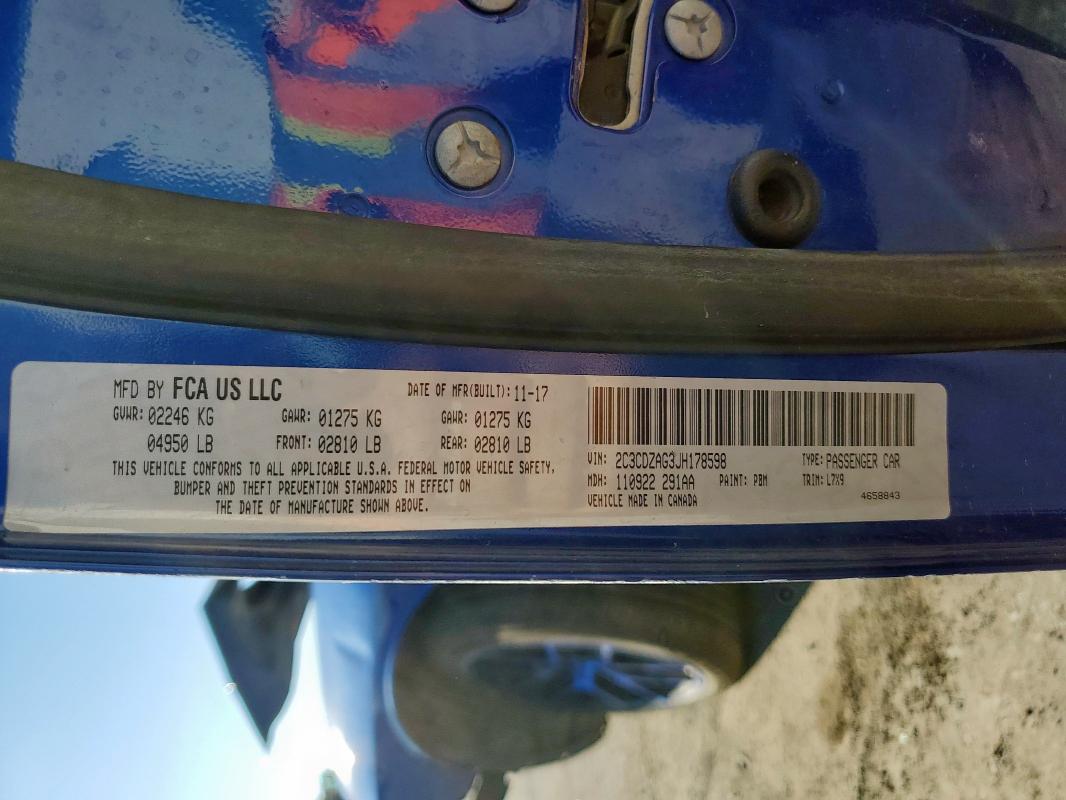 MFD BY FCA US LLC DATE OF MFR(BUILT): 11-17
GVWR: 02246 KG GAWR: 01275 KG GAWR: 01275 KG
04950 LB FRONT: 02810 LB REAR: 02810 LB
THIS VEHICLE CONFORMS TO ALL APPLICABLE U.S.A. FEDERAL MOTOR VEHICLE SAFETY,
BUMPER AND THEFT PREVENTION STANDARDS IN EFFECT ON
THE DATE OF MANUFACTURE SHOWN ABOVE.
VIN: 2C3CDZAG3JH178598 TYPE: PASSENGER CAR
MDH: 110922 291AA PAINT: PBM TRIM: L7X9
VEHICLE MADE IN CANADA 4658843